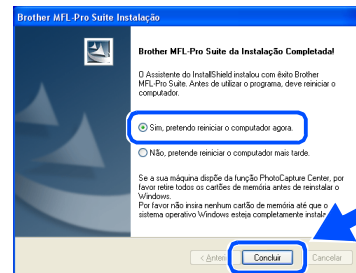 Brother MFL-Pro Suite Instalação
Brother MFL-Pro Suite da Instalação Completada!
O Assistente do InstallShield instalou com êxito Brother
MFL-Pro Suite. Antes de utilizar o programa, deve reiniciar o
computador.
Sim, pretendo reiniciar o computador agora.
Não, pretende reiniciar o computador mais tarde.
Se a sua máquina dispõe da função PhotoCapture Center, por
favor retire todos os cartões de memória antes de reinstalar o
Windows.
Por favor não insira nenhum cartão de memória até que o
sistema operativo Windows esteja completamente
< Concluir Cancelar